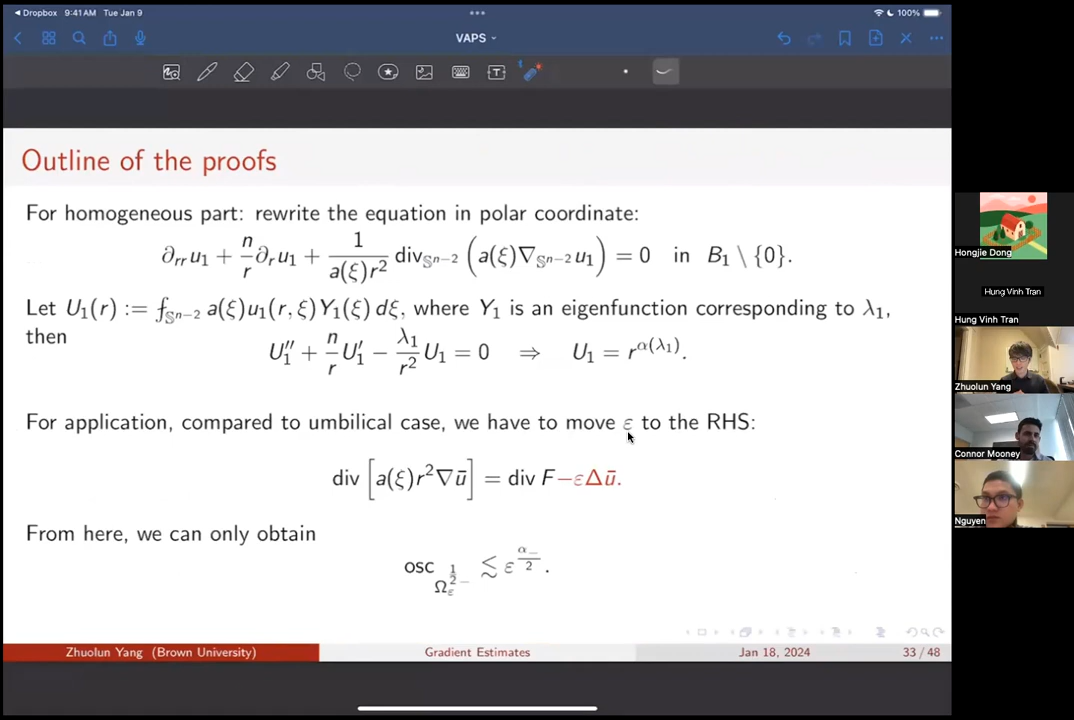 Dropbox 9:41 AM Tue Jan 9
100%
VAPS
Outline of the proofs
For homogeneous part: rewrite the equation in polar coordinate:
∂_{rr} u_1 + \frac{n}{r} ∂_r u_1 + \frac{1}{a(ξ)r^2} div_{𝕊^{n-2}} (a(ξ)∇_{𝕊^{n-2}} u_1) = 0 in B_1 \ {0}.
Let U_1(r) := ⨍_{𝕊^{n-2}} a(ξ)u_1(r, ξ)Y_1(ξ) dξ, where Y_1 is an eigenfunction corresponding to λ_1,
then
U_1'' + \frac{n}{r} U_1' − \frac{λ_1}{r^2} U_1 = 0 ⇒ U_1 = r^{α(λ_1)}.
For application, compared to umbilical case, we have to move ε to the RHS:
div [a(ξ)r^2∇ū] = div F−εΔū.
From here, we can only obtain
osc_{Ω_ε^{\frac{1}{2}-}} ≲ ε^{\frac{α_-}{2}}.
Zhuolun Yang (Brown University) Gradient Estimates Jan 18, 2024 33 / 48
Hongjie Dong
Hung Vinh Tran
Hung Vinh Tran
Zhuolun Yang
Connor Mooney
Nguyen